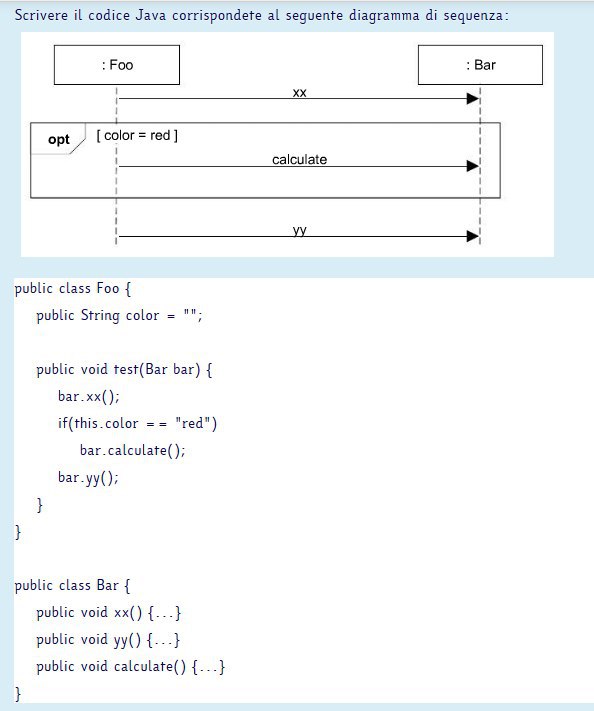 Scrivere il codice Java corrispondete al seguente diagramma di sequenza:
: Foo
: Bar
xx
opt
[ color = red ]
calculate
yy
public class Foo {
public String color = "";
public void test(Bar bar) {
bar.xx();
if(this.color == "red")
bar.calculate();
bar.yy();
}
}
public class Bar {
public void xx() {...}
public void yy() {...}
public void calculate() {...}
}